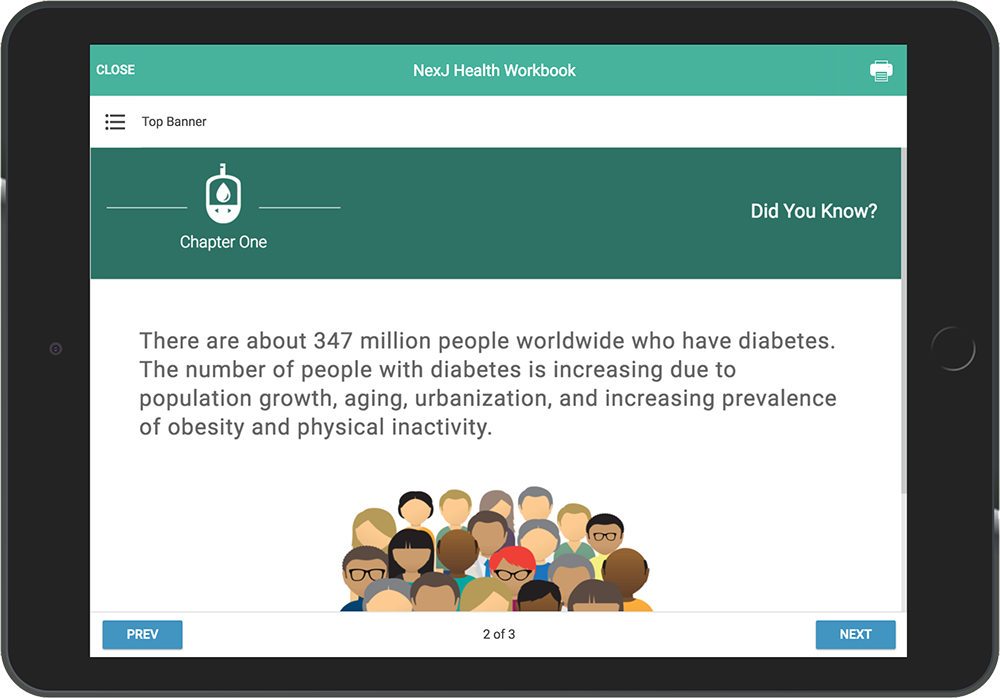 CLOSE
NexJ Health Workbook
Top Banner
Chapter One
Did You Know?
There are about 347 million people worldwide who have diabetes.
The number of people with diabetes is increasing due to
population growth, aging, urbanization, and increasing prevalence
of obesity and physical inactivity.
PREV
2 of 3
NEXT